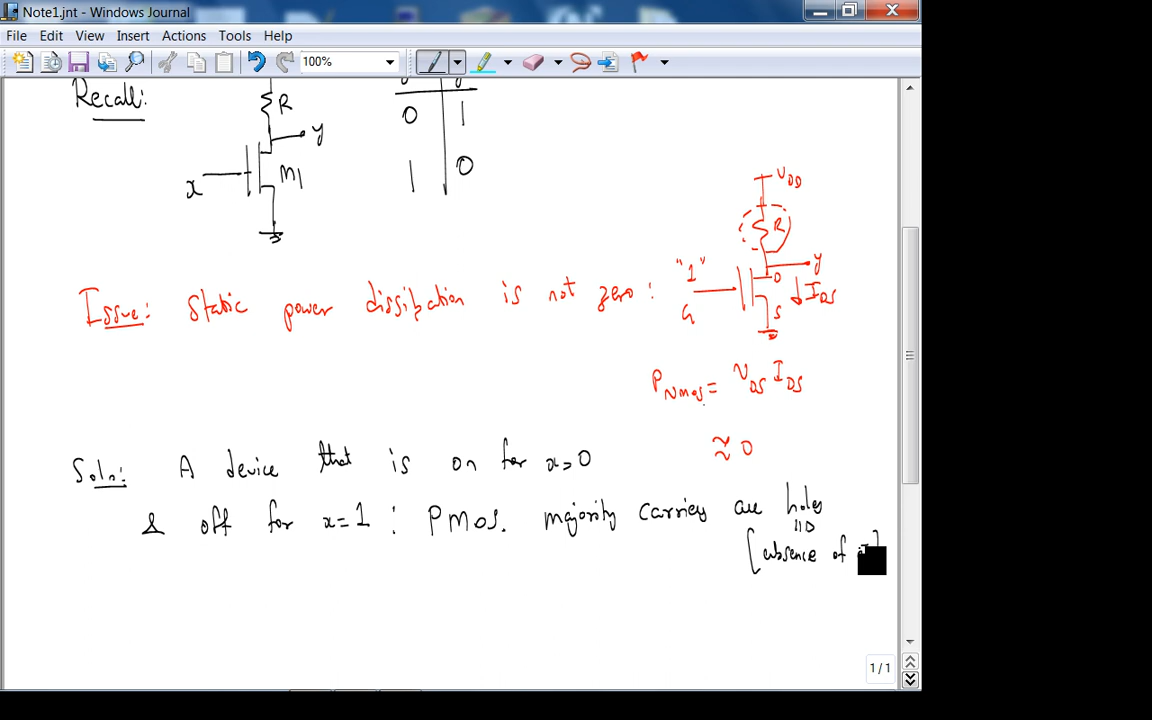 Note1.jnt - Windows Journal
File Edit View Insert Actions Tools Help
100%
Recall:
R
y
x
M1
0 1
1 0
VDD
R
y
"1"
G
D
S
IDS
Issue: Static power dissipation is not zero:
PNmos = VDS IDS
≈ 0
Soln: A device that is on for x=0
& off for x=1 : PMOS. majority carriers are holes
[absence of
1/1